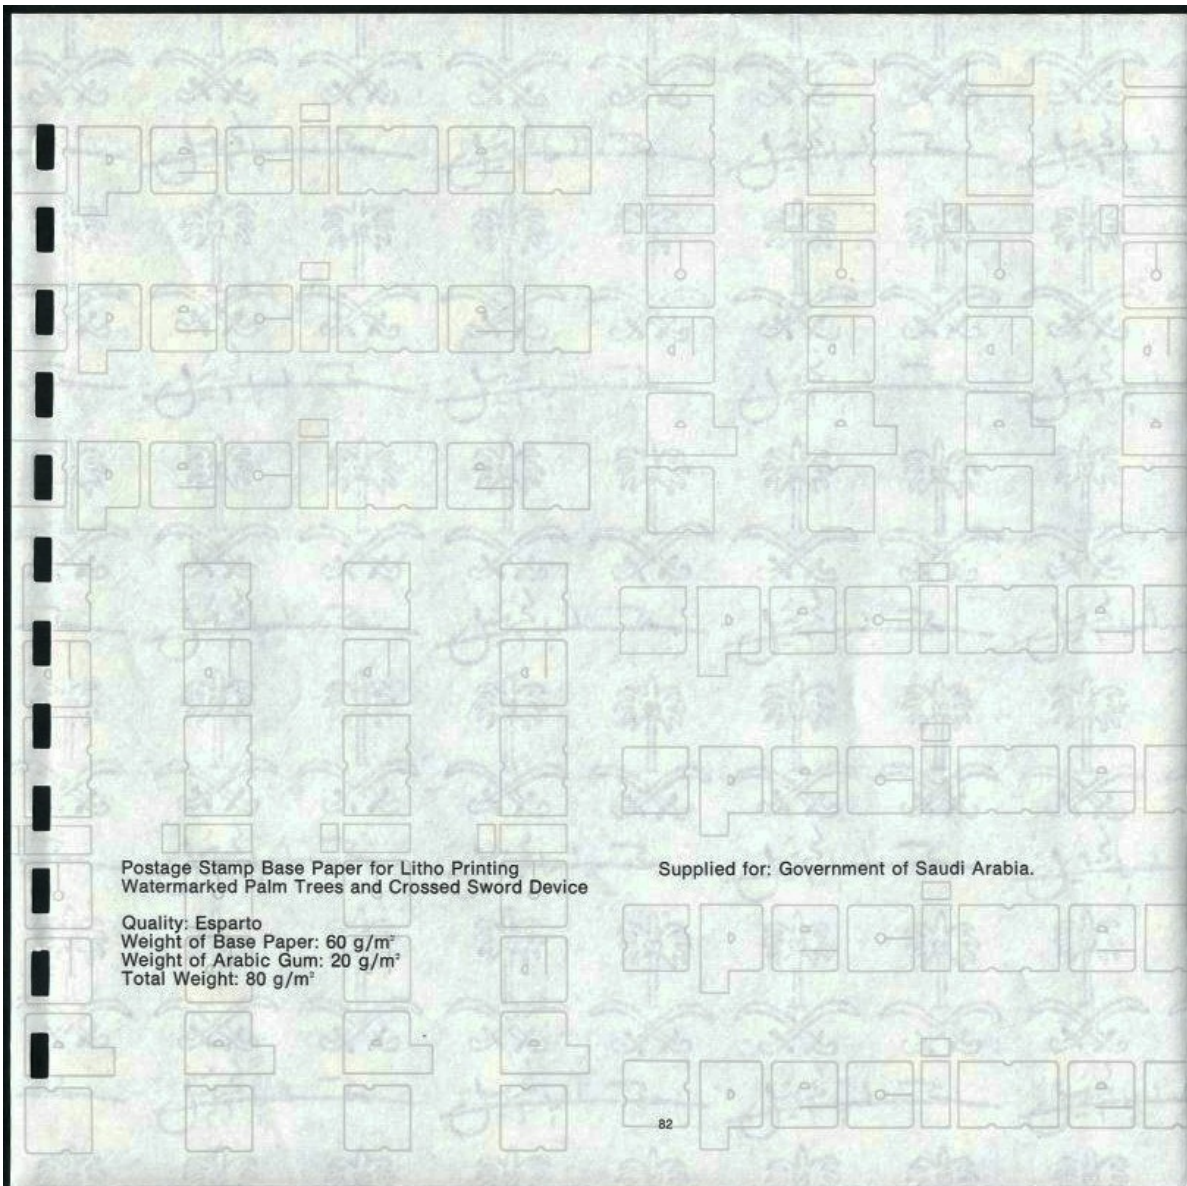 Postage Stamp Base Paper for Litho Printing
Watermarked Palm Trees and Crossed Sword Device
Quality: Esparto
Weight of Base Paper: 60 g/m²
Weight of Arabic Gum: 20 g/m²
Total Weight: 80 g/m²
Supplied for: Government of Saudi Arabia.
82